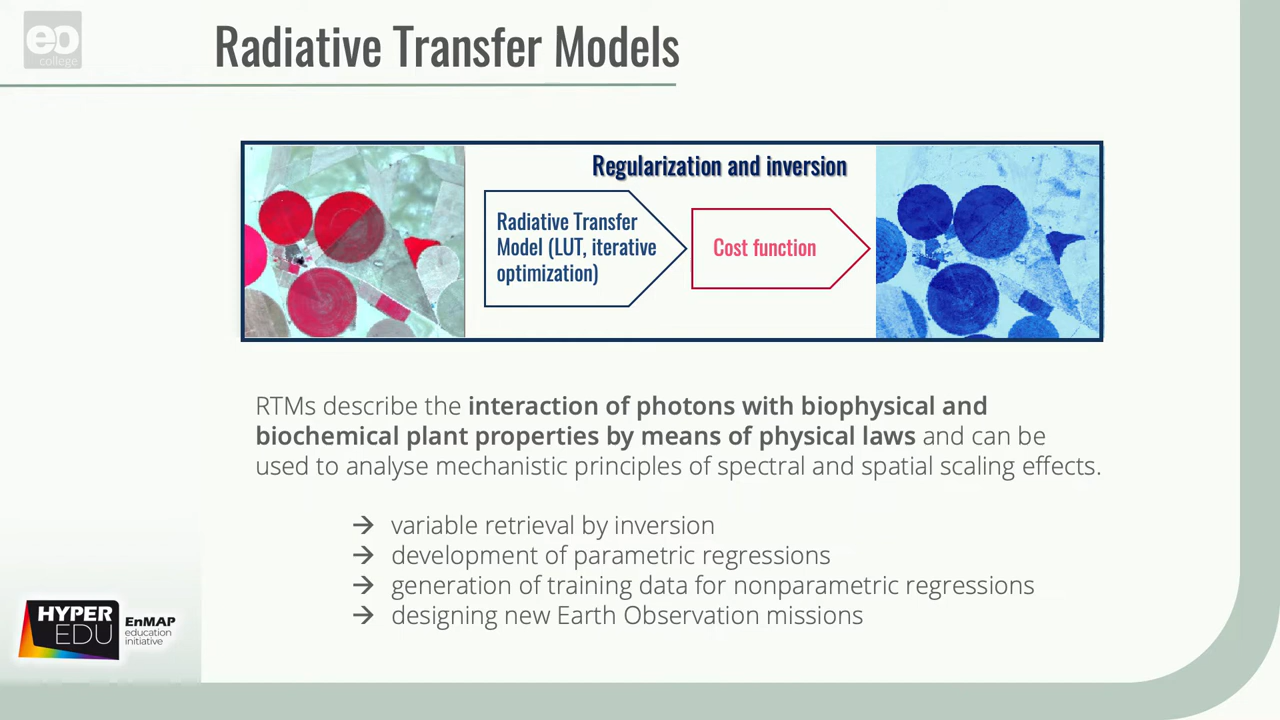 eo
college
Radiative Transfer Models
Regularization and inversion
Radiative Transfer
Model (LUT, iterative
optimization)
Cost function
RTMs describe the interaction of photons with biophysical and
biochemical plant properties by means of physical laws and can be
used to analyse mechanistic principles of spectral and spatial scaling effects.
→ variable retrieval by inversion
→ development of parametric regressions
→ generation of training data for nonparametric regressions
→ designing new Earth Observation missions
HYPER
EDU
EnMAP
education
initiative